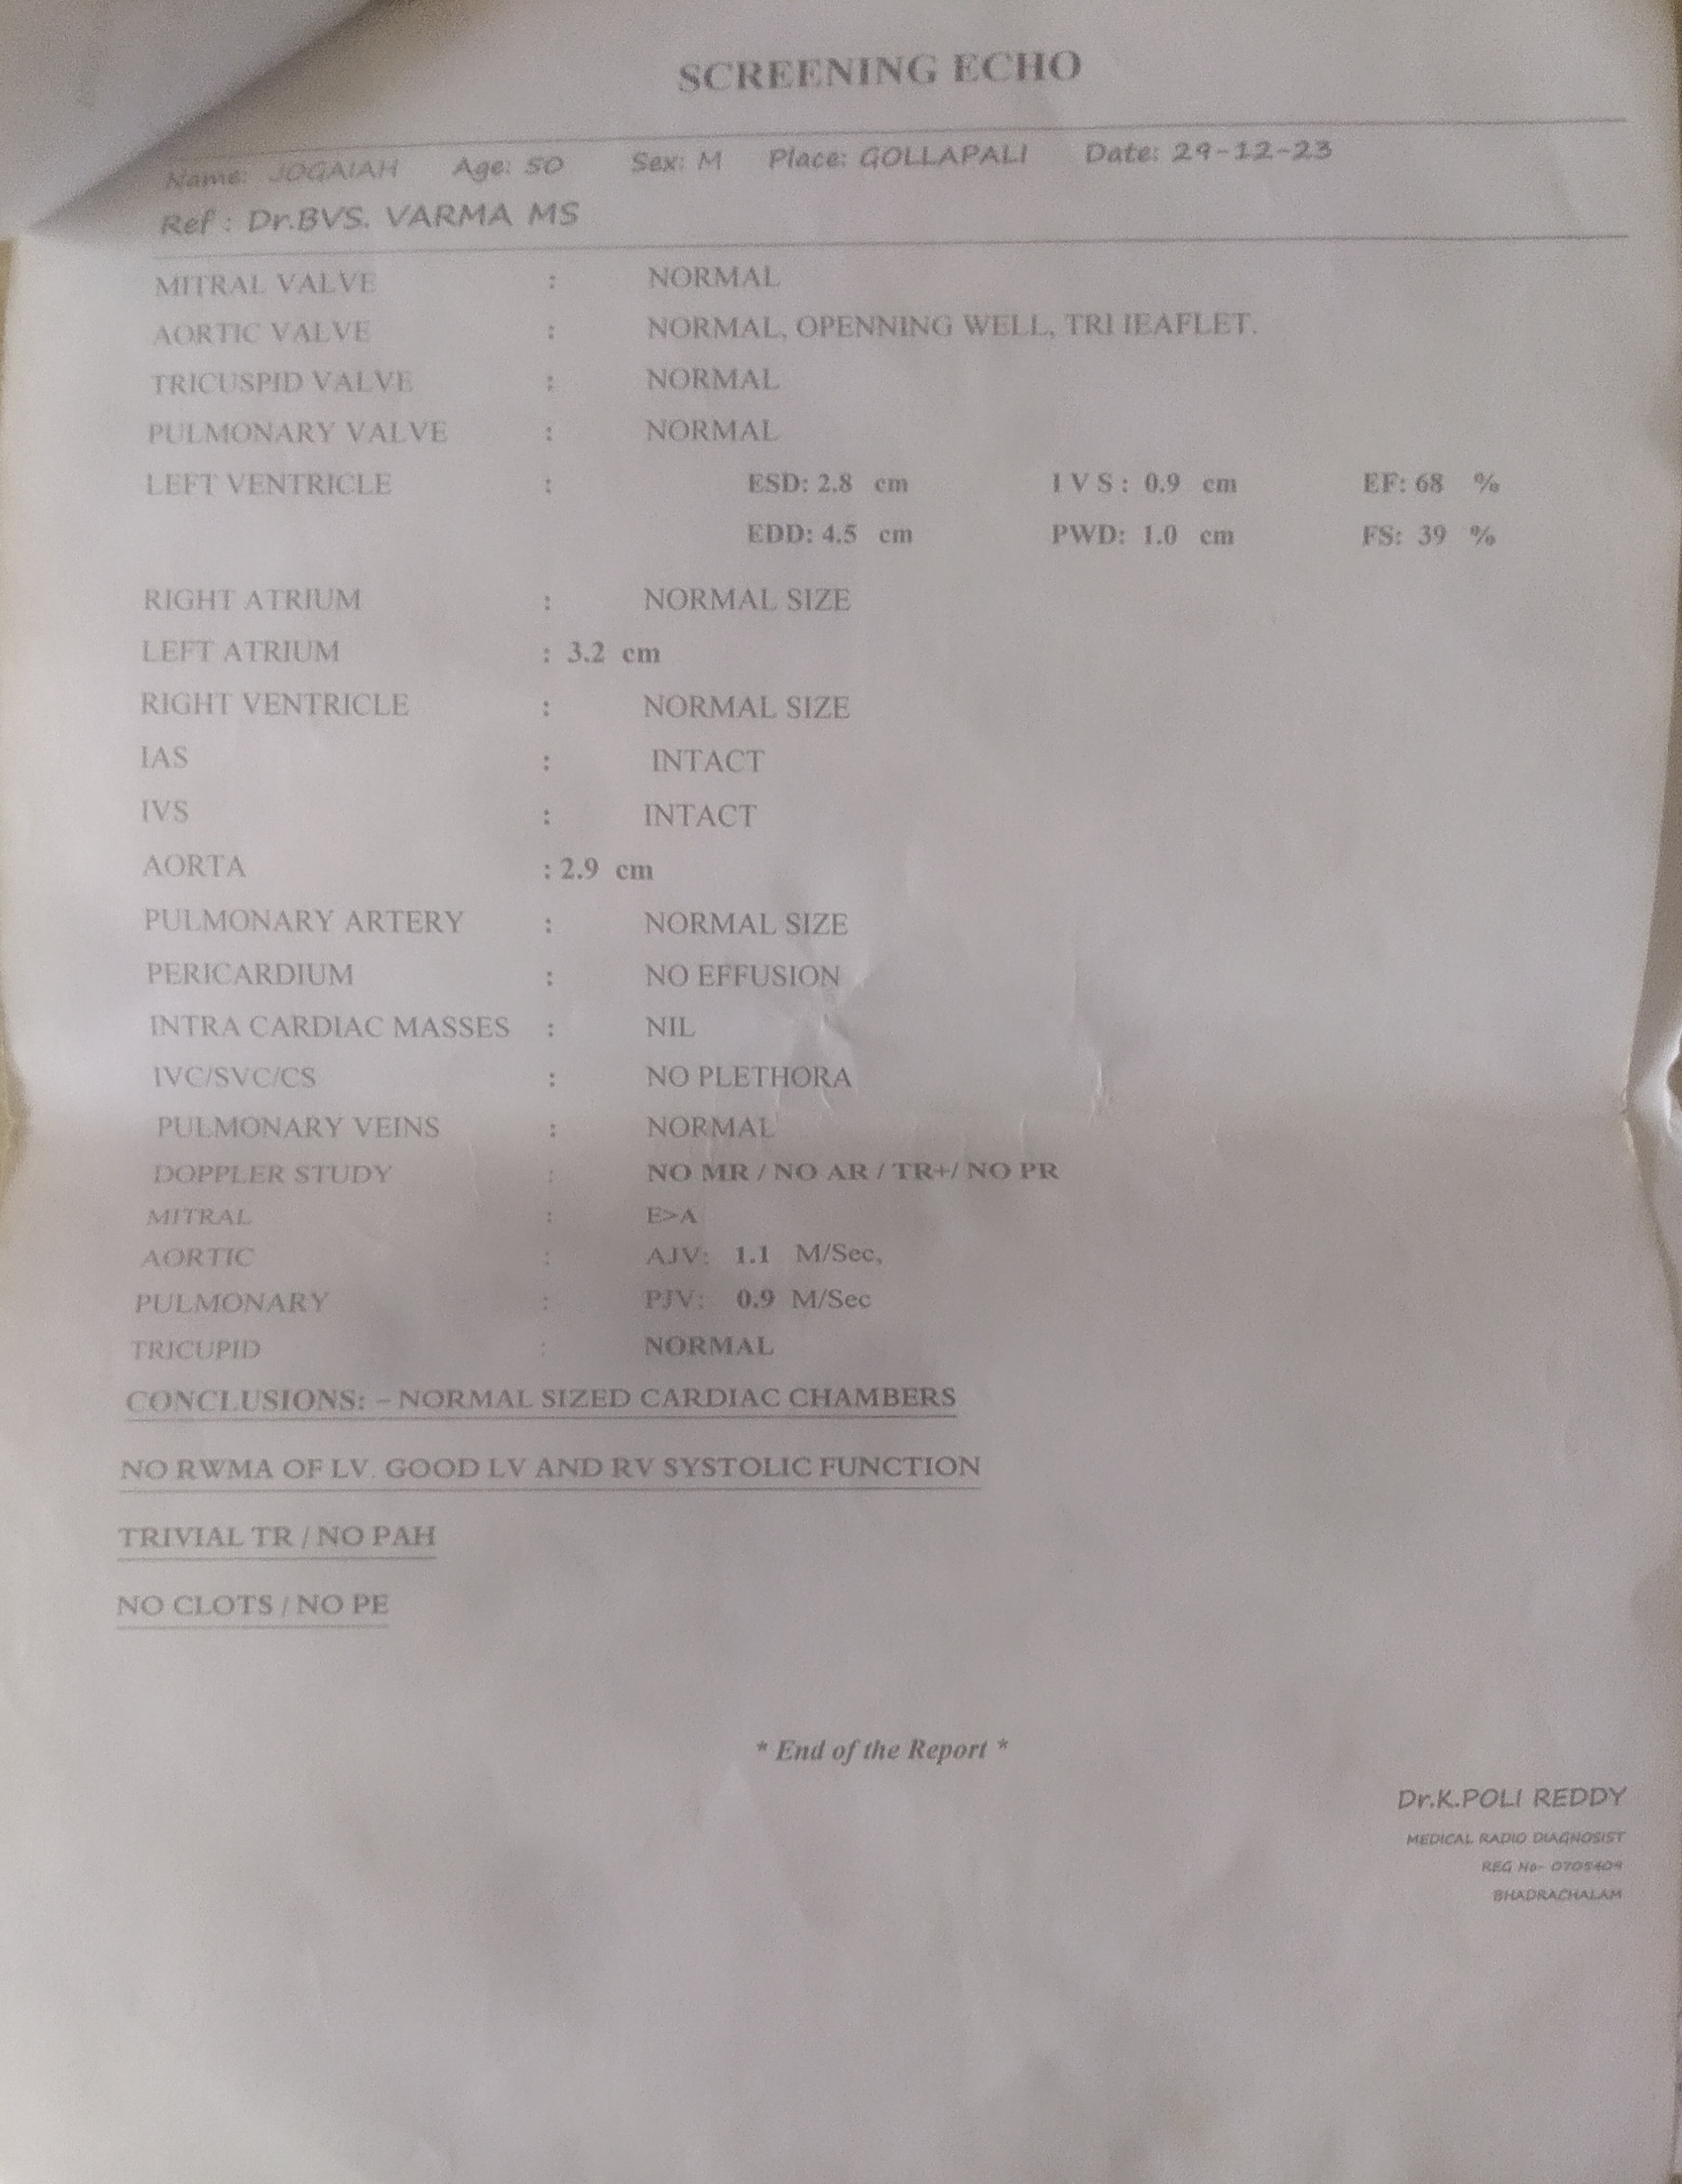 SCREENING ECHO
Name: JOGAIAH Age: 50 Sex: M Place: GOLLAPALI Date: 29-12-23
Ref : Dr.BVS. VARMA MS
MITRAL VALVE : NORMAL
AORTIC VALVE : NORMAL, OPENNING WELL, TRI IEAFLET.
TRICUSPID VALVE : NORMAL
PULMONARY VALVE : NORMAL
LEFT VENTRICLE : ESD: 2.8 cm I V S : 0.9 cm EF: 68 %
EDD: 4.5 cm PWD: 1.0 cm FS: 39 %
RIGHT ATRIUM : NORMAL SIZE
LEFT ATRIUM : 3.2 cm
RIGHT VENTRICLE : NORMAL SIZE
IAS : INTACT
IVS : INTACT
AORTA : 2.9 cm
PULMONARY ARTERY : NORMAL SIZE
PERICARDIUM : NO EFFUSION
INTRA CARDIAC MASSES : NIL
IVC/SVC/CS : NO PLETHORA
PULMONARY VEINS : NORMAL
DOPPLER STUDY : NO MR / NO AR / TR+/ NO PR
MITRAL : E>A
AORTIC : AJV: 1.1 M/Sec,
PULMONARY : PJV: 0.9 M/Sec
TRICUPID : NORMAL
CONCLUSIONS: – NORMAL SIZED CARDIAC CHAMBERS
NO RWMA OF LV. GOOD LV AND RV SYSTOLIC FUNCTION
TRIVIAL TR / NO PAH
NO CLOTS / NO PE
* End of the Report *
Dr.K.POLI REDDY
MEDICAL RADIO DIAGNOSIST
REG No- 0705409
BHADRACHALAM